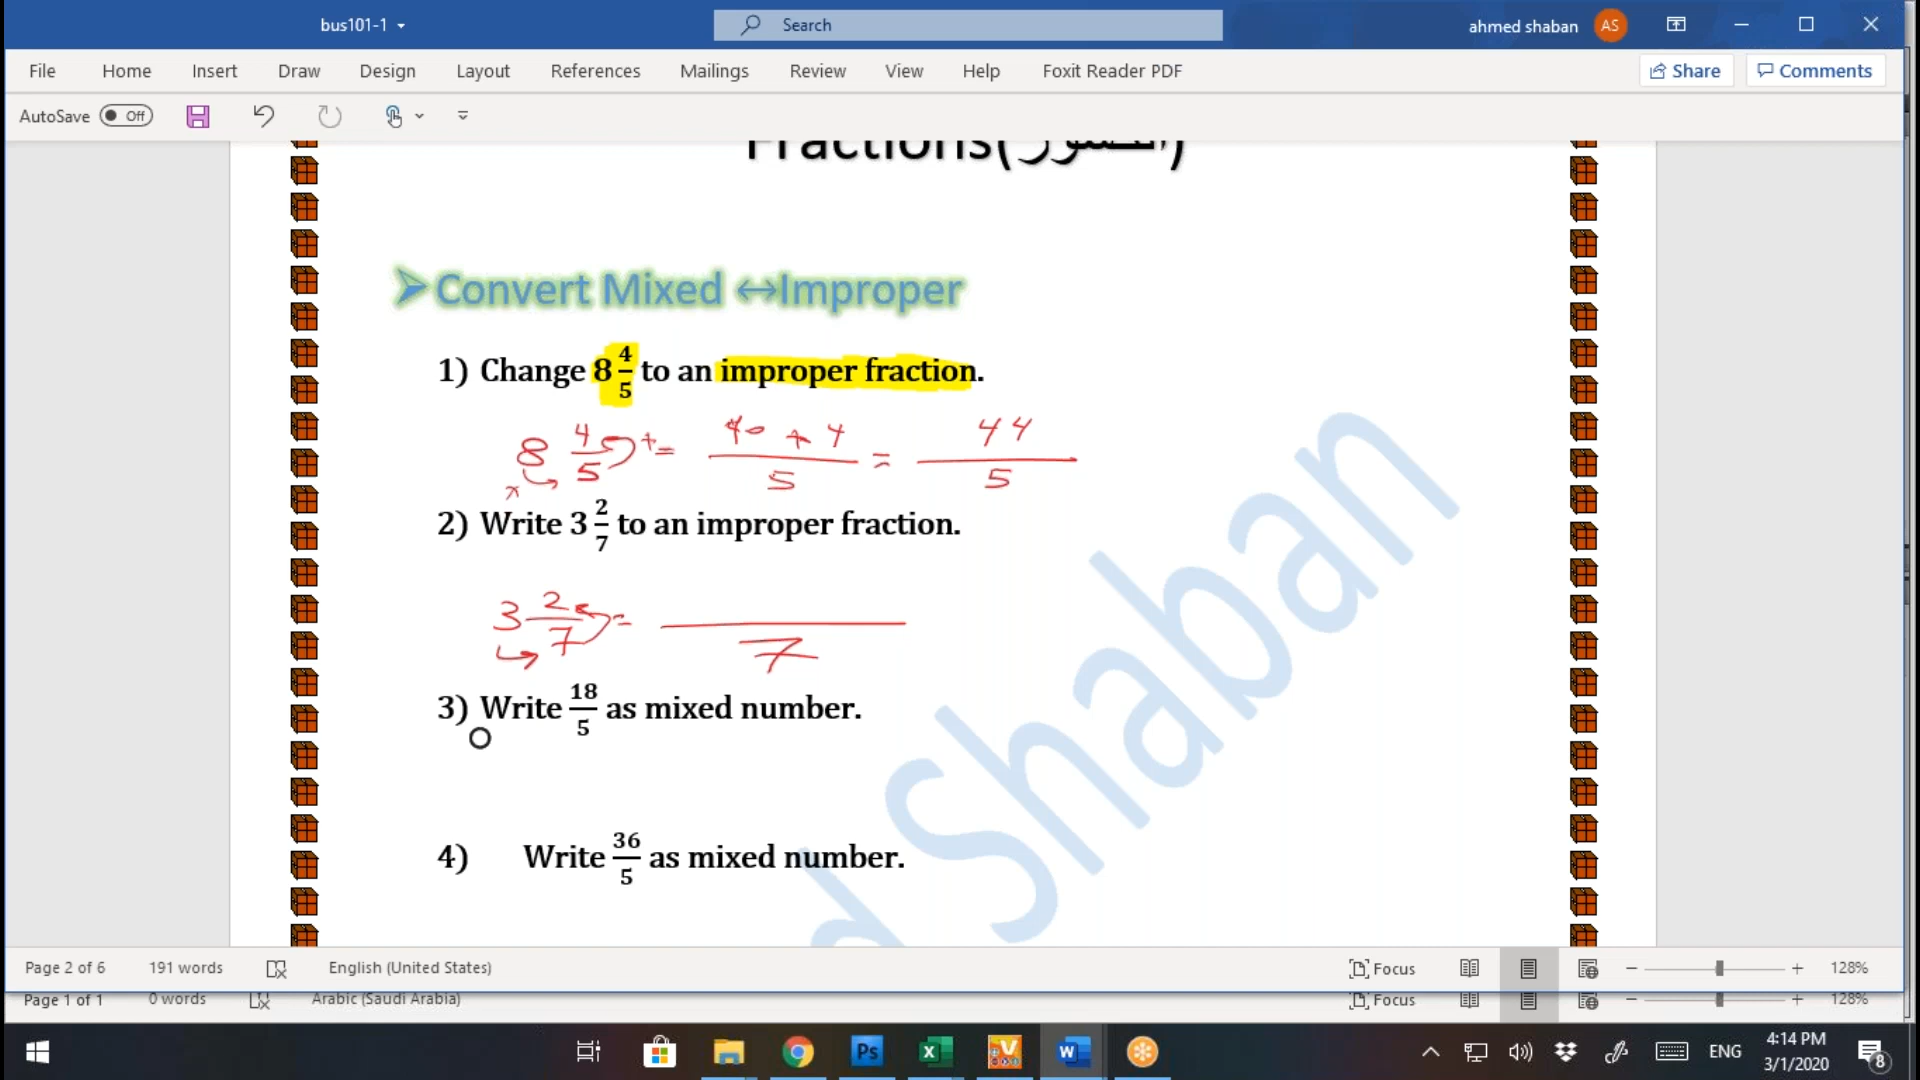 bus101-1
Search
ahmed shaban AS
File Home Insert Draw Design Layout References Mailings Review View Help Foxit Reader PDF Share Comments
AutoSave Off
Fractions(
➤Convert Mixed ↔Improper
1) Change 8 4/5 to an improper fraction.
8 4/5 + = 40 + 4 / 5 = 44 / 5
x
2) Write 3 2/7 to an improper fraction.
3 2/7 = / 7
3) Write 18/5 as mixed number.
4) Write 36/5 as mixed number.
d Shaban
Page 2 of 6 191 words English (United States) Focus 128%
Page 1 of 1 0 words Arabic (Saudi Arabia) Focus 128%
Ps ENG 4:14 PM
3/1/2020 8